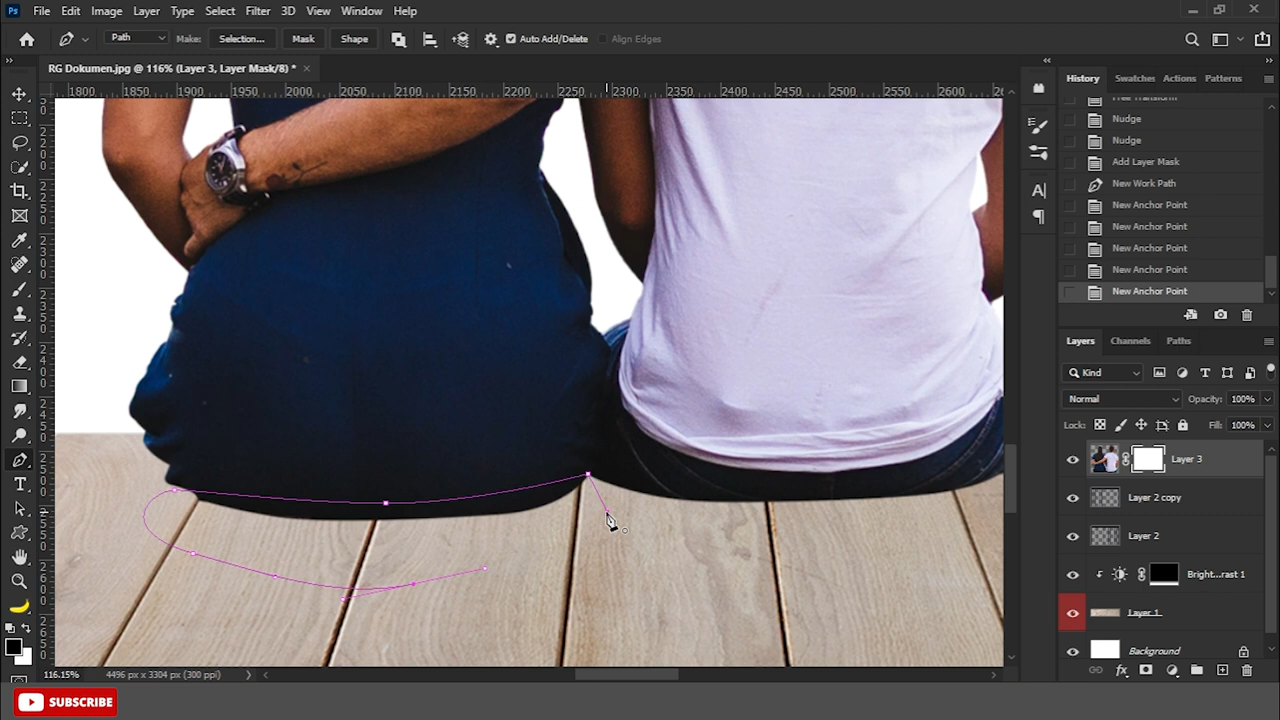 Ps File Edit Image Layer Type Select Filter 3D View Window Help
Path Make: Selection... Mask Shape Auto Add/Delete Align Edges
RG Dokumen.jpg @ 116% (Layer 3, Layer Mask/8) * ×
1800 1850 1900 1950 2000 2050 2100 2150 2200 2250 2300 2350 2400 2450 2500 2550 2600
History Swatches Actions Patterns
Free Transform
Nudge
Nudge
Add Layer Mask
New Work Path
New Anchor Point
New Anchor Point
New Anchor Point
New Anchor Point
New Anchor Point
Layers Channels Paths
Kind
Normal Opacity: 100%
Lock: Fill: 100%
Layer 3
Layer 2 copy
Layer 2
Bright...rast 1
Layer 1
Background
fx
116.15% 4496 px x 3304 px (300 ppi)
SUBSCRIBE